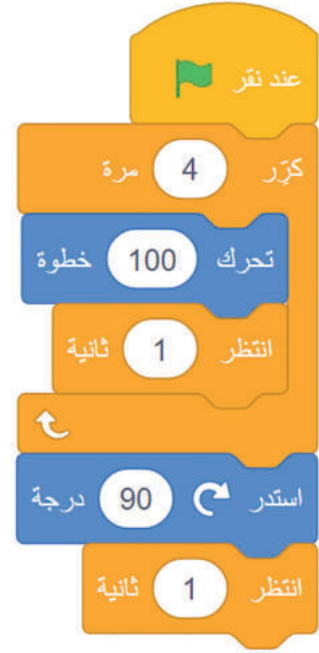 عند نقر
كرّر 4 مرة
تحرك 100 خطوة
انتظر 1 ثانية
استدر 90 درجة
انتظر 1 ثانية